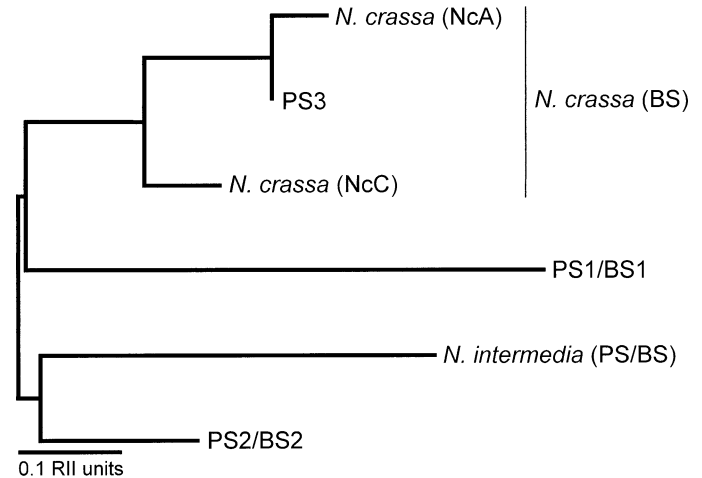 N. crassa (NcA)
PS3
N. crassa (BS)
N. crassa (NcC)
PS1/BS1
N. intermedia (PS/BS)
PS2/BS2
0.1 RII units